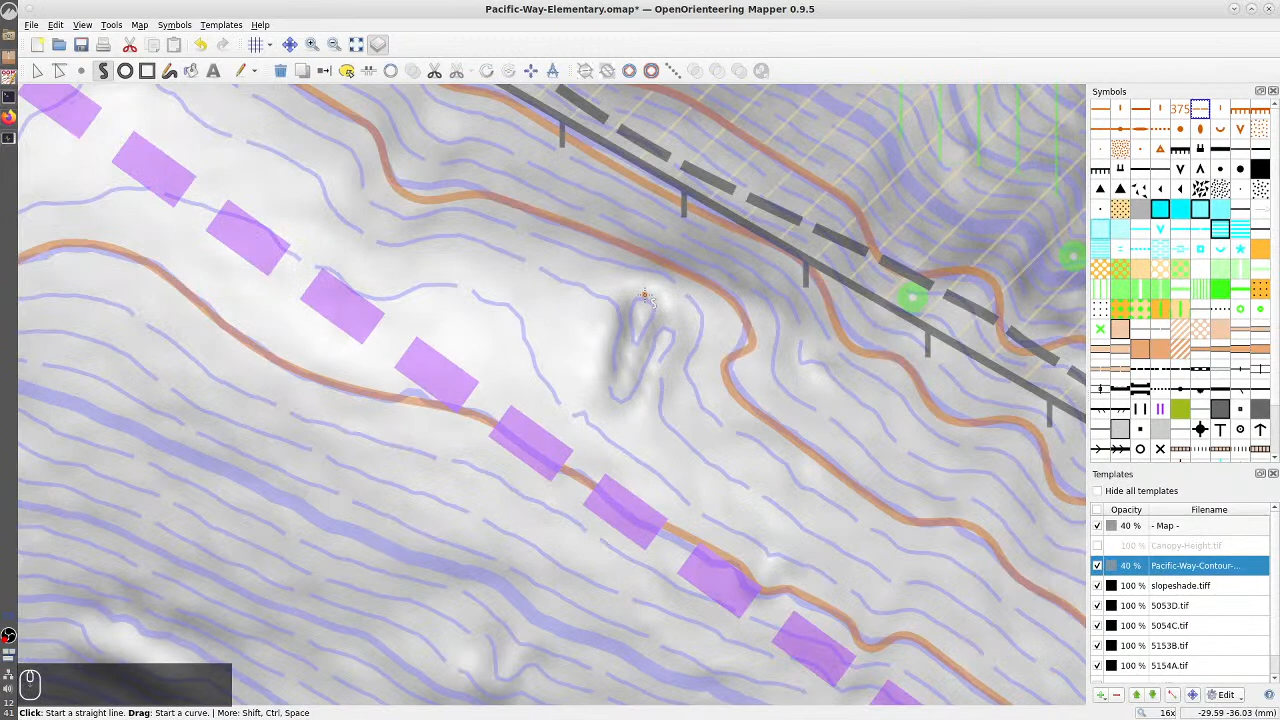 Pacific-Way-Elementary.omap* — OpenOrienteering Mapper 0.9.5
File Edit View Tools Map Symbols Templates Help
Symbols
375
Templates
Hide all templates
Opacity Filename
40 % - Map -
100 % Canopy-Height.tif
40 % Pacific-Way-Contour-...
100 % slopeshade.tiff
100 % 5053D.tif
100 % 5054C.tif
100 % 5153B.tif
100 % 5154A.tif
Edit
12
41
Click: Start a straight line. Drag: Start a curve. | More: Shift, Ctrl, Space
16x
-29.59 -36.03 (mm)